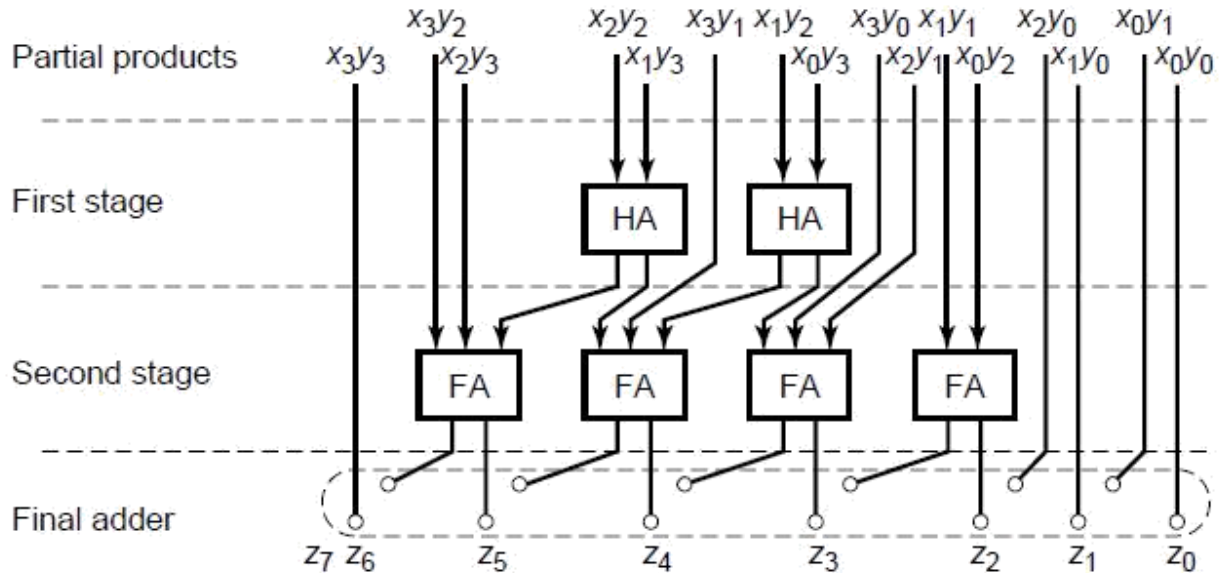 x₃y₂ x₂y₂ x₃y₁ x₁y₂ x₃y₀ x₁y₁ x₂y₀ x₀y₁
Partial products x₃y₃ x₂y₃ x₁y₃ x₀y₃ x₂y₁ x₀y₂ x₁y₀ x₀y₀
First stage HA HA
Second stage FA FA FA FA
Final adder
z₇ z₆ z₅ z₄ z₃ z₂ z₁ z₀